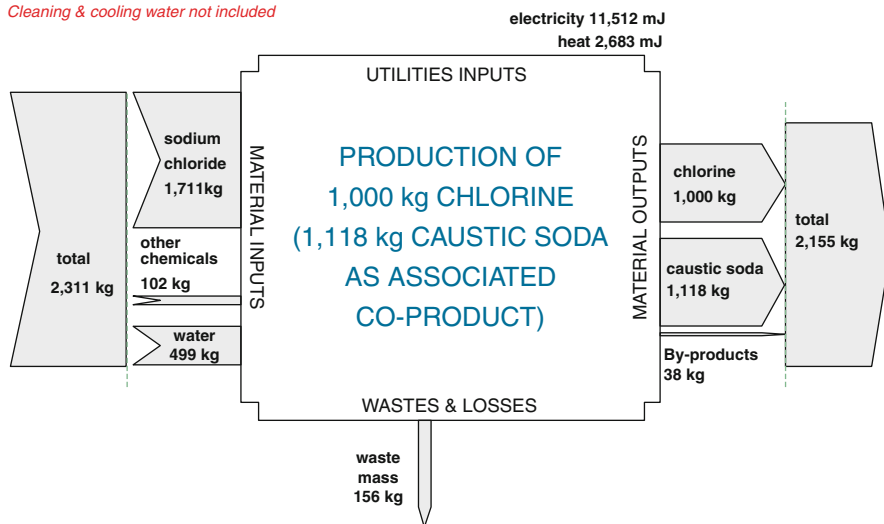 Cleaning & cooling water not included
electricity 11,512 mJ
heat 2,683 mJ
UTILITIES INPUTS
total
2,311 kg
sodium
chloride
1,711kg
other
chemicals
102 kg
water
499 kg
MATERIAL INPUTS
PRODUCTION OF
1,000 kg CHLORINE
(1,118 kg CAUSTIC SODA
AS ASSOCIATED
CO-PRODUCT)
MATERIAL OUTPUTS
chlorine
1,000 kg
caustic soda
1,118 kg
By-products
38 kg
total
2,155 kg
WASTES & LOSSES
waste
mass
156 kg